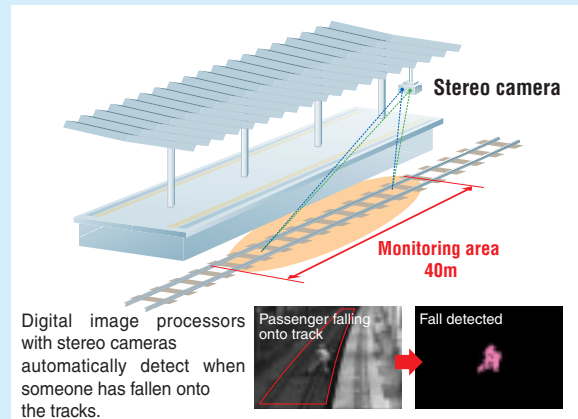 Stereo camera
Monitoring area
40m
Digital image processors
with stereo cameras
automatically detect when
someone has fallen onto
the tracks.
Passenger falling
onto track
Fall detected